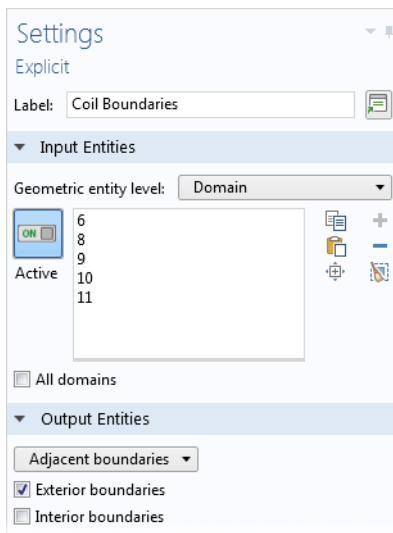 Settings
Explicit
Label: Coil Boundaries
Input Entities
Geometric entity level: Domain
ON
Active
6
8
9
10
11
All domains
Output Entities
Adjacent boundaries
Exterior boundaries
Interior boundaries